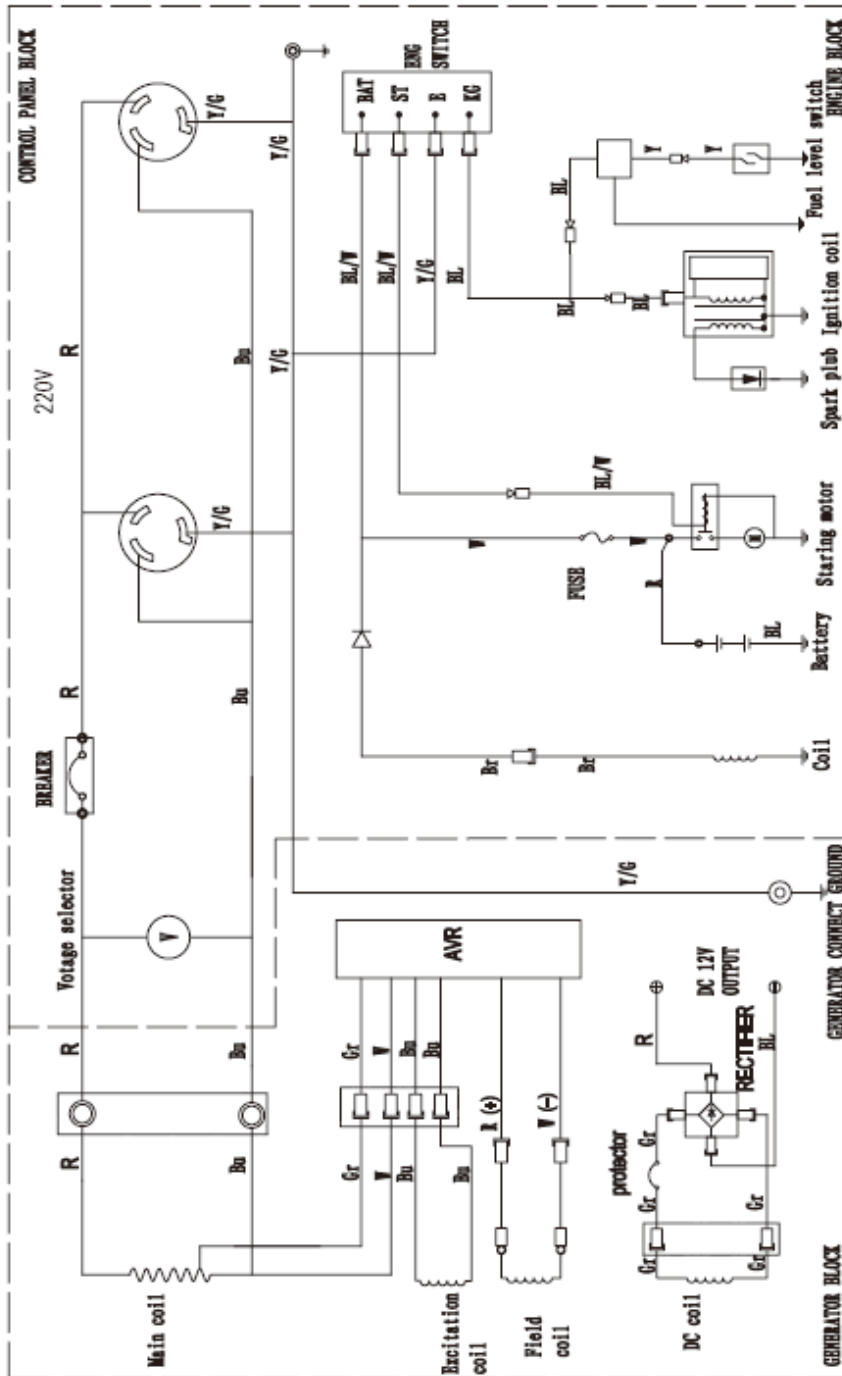 CONTROL PANEL BLOCK
Y/G
Y/G
R
220V
Bu
Y/G
R
Y/G
Bu
BREAKER
Votage selector
V
R
Bu
R
Bu
Main coil
ENG
SWITCH
BAT
ST
E
KG
BL/W
BL/W
Y/G
BL
ENGINE BLOCK
Fuel level switch
Y
Y
BL
BL
BL
Ignition coil
Spark plub
BL/W
W
W
FUSE
R
M
Staring motor
BL
Battery
Br
Br
Coil
Y/G
GENERATOR CONNECT GROUND
AVR
Gr
W
Bu
Bu
R (+)
W (-)
Gr
W
Bu
Bu
Excitation
coil
Field
coil
DC 12V
OUTPUT
R
BL
RECTIFIER
protector
Gr
Gr
Gr
Gr
Gr
DC coil
GENERATOR BLOCK